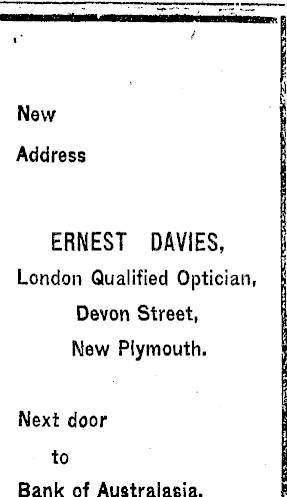 New
Address
ERNEST DAVIES,
London Qualified Optician,
Devon Street,
New Plymouth.
Next door
to
Bank of Australasia.